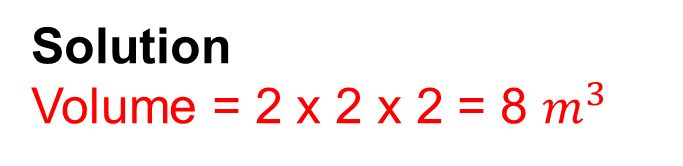 Solution
Volume = 2 x 2 x 2 = 8 m³